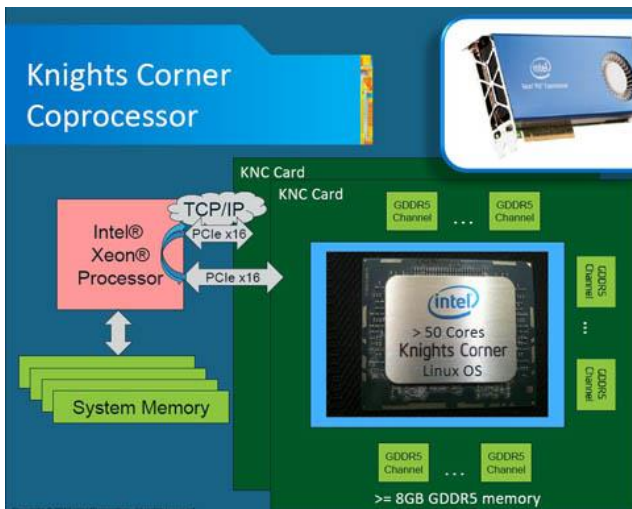 Knights Corner
Coprocessor
intel
KNC Card
KNC Card
TCP/IP
PCIe x16
PCIe x16
Intel®
Xeon®
Processor
System Memory
GDDR5
Channel
...
GDDR5
Channel
GDDR5
Channel
...
GDDR5
Channel
intel
> 50 Cores
Knights Corner
Linux OS
GDDR5
Channel
...
GDDR5
Channel
>= 8GB GDDR5 memory